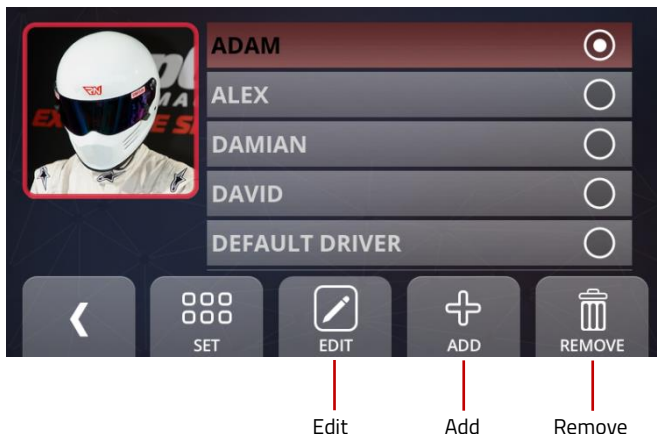 ADAM
ALEX
DAMIAN
DAVID
DEFAULT DRIVER
SET
EDIT
ADD
REMOVE
Edit
Add
Remove